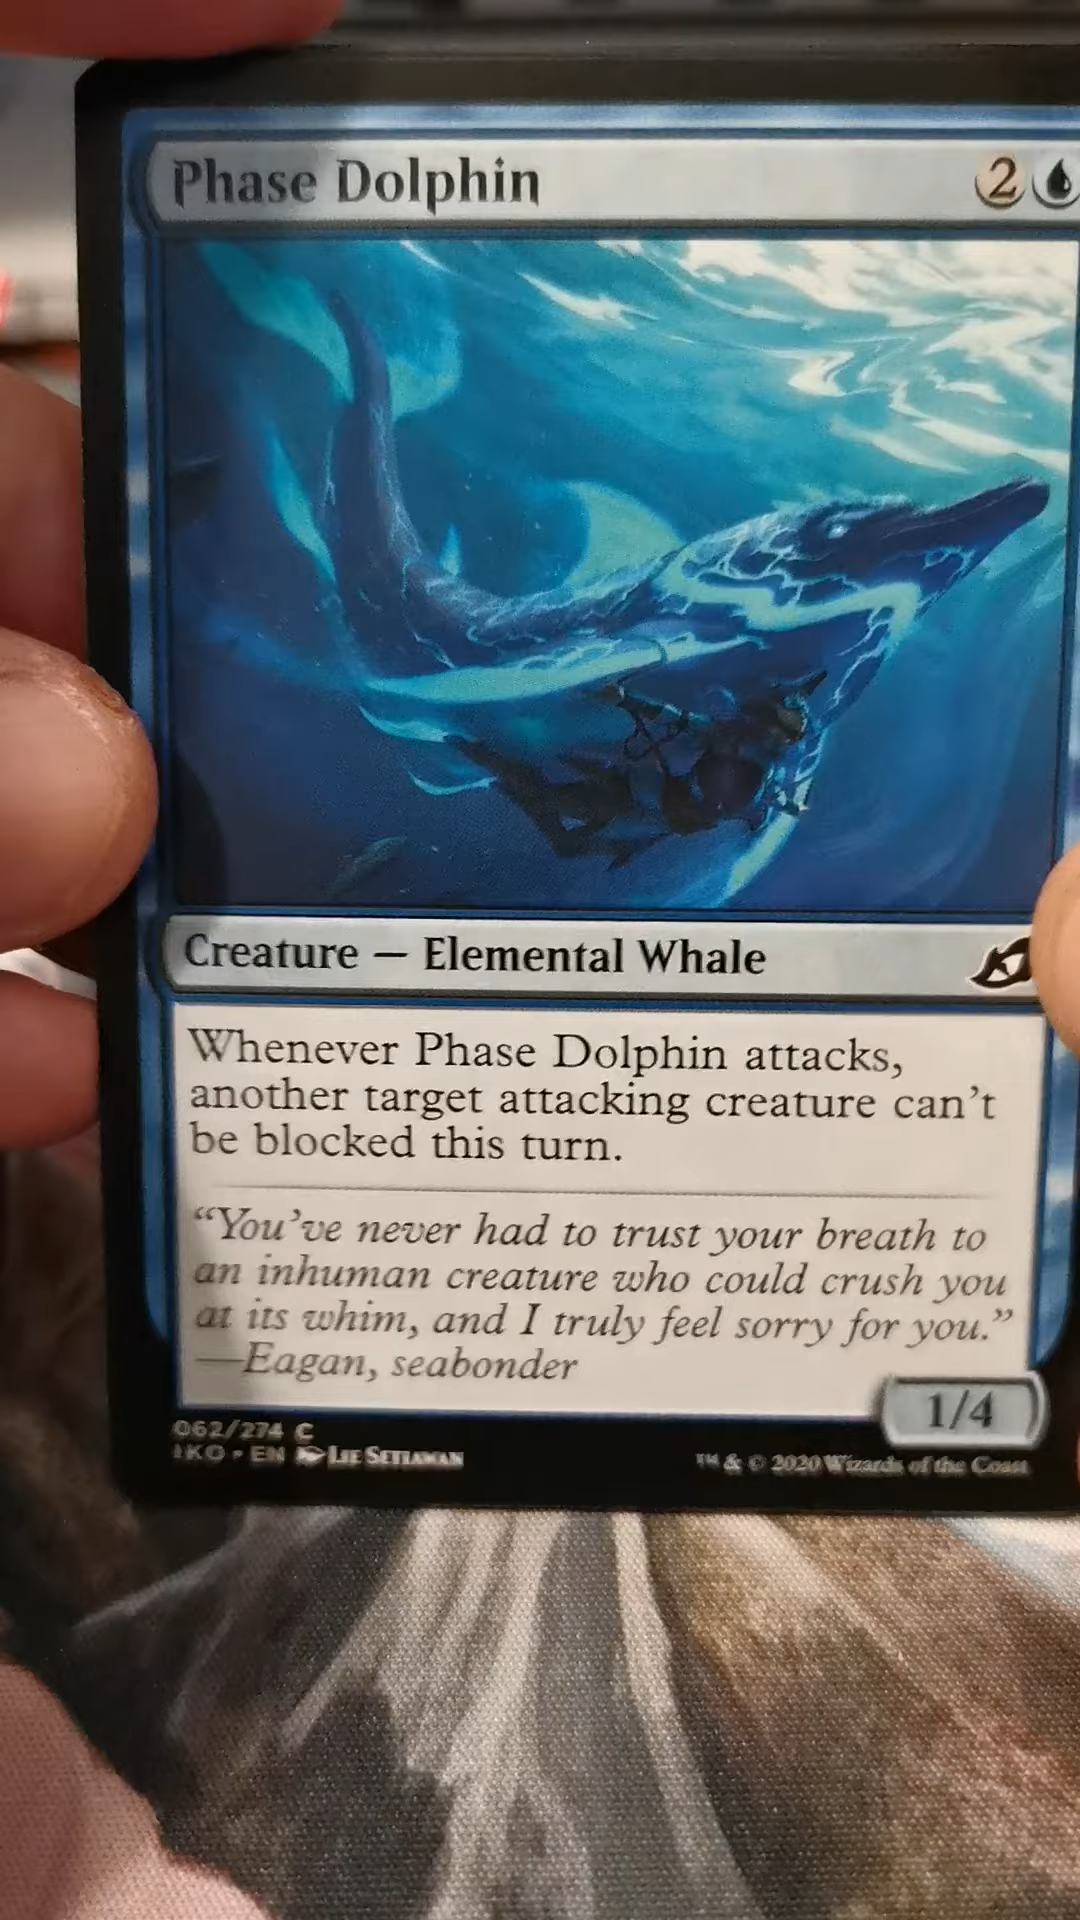 Phase Dolphin 2
Creature — Elemental Whale
Whenever Phase Dolphin attacks,
another target attacking creature can't
be blocked this turn.
“You've never had to trust your breath to
an inhuman creature who could crush you
at its whim, and I truly feel sorry for you.”
—Eagan, seabonder
1/4
062/274 C
IKO • EN Lie Setiawan
™ & © 2020 Wizards of the Coast